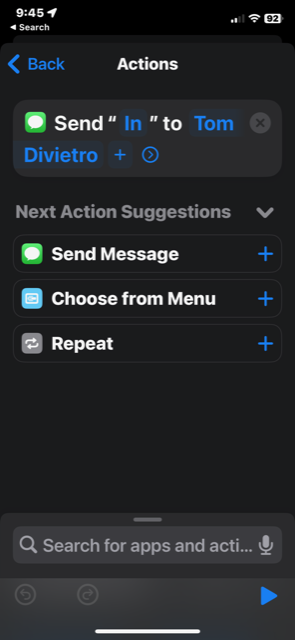 9:45
92
Search
Back
Actions
Send “ In ” to Tom
Divietro +
Next Action Suggestions
Send Message
Choose from Menu
Repeat
Search for apps and acti...